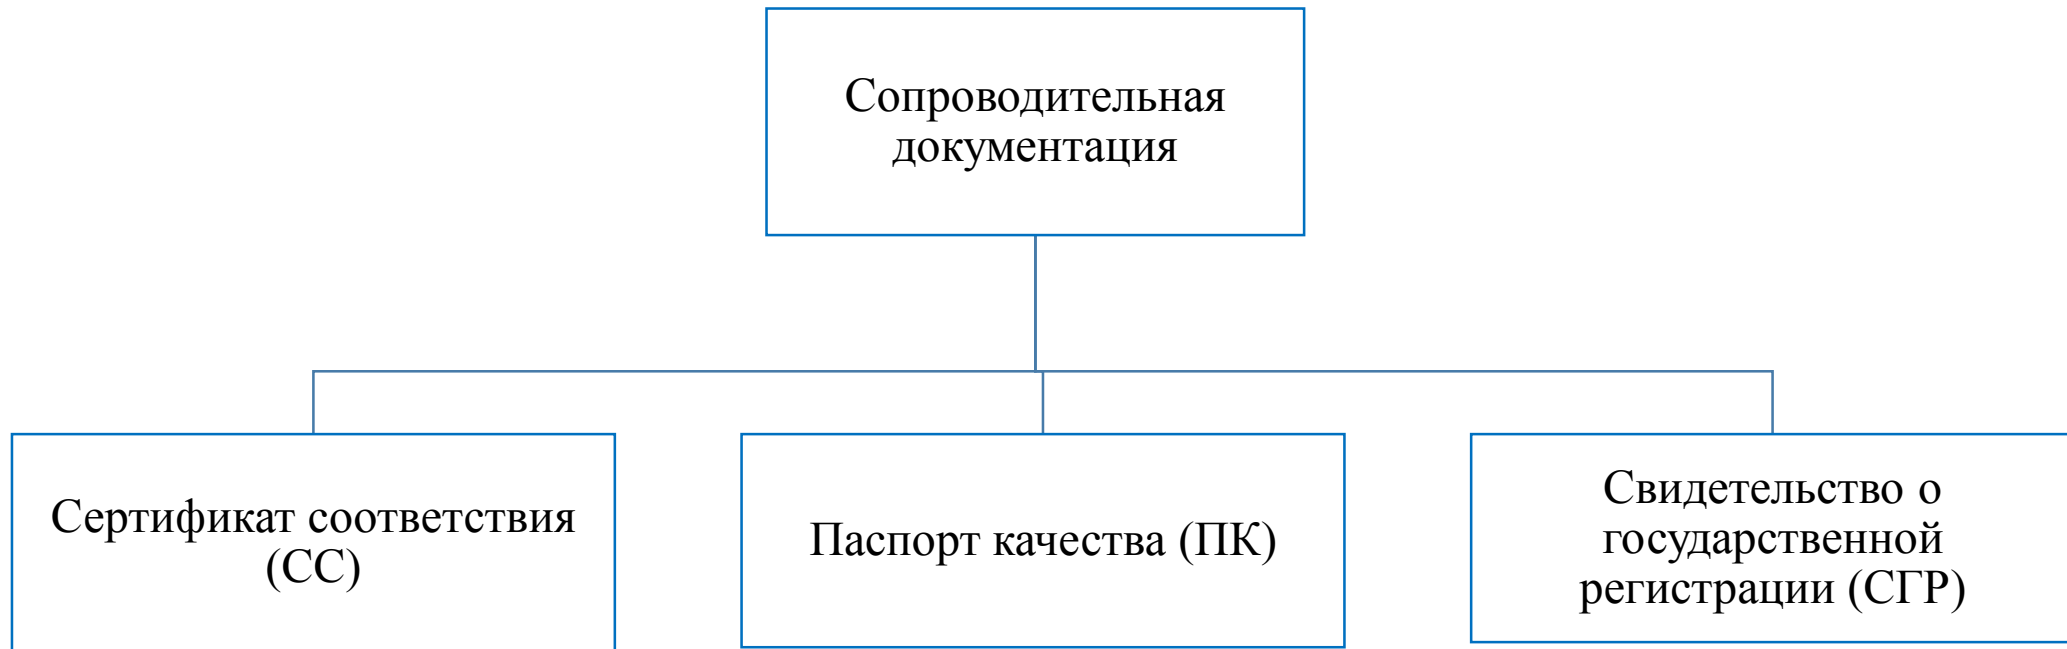 Сопроводительная
документация
Сертификат соответствия
(СС)
Паспорт качества (ПК)
Свидетельство о
государственной
регистрации (СГР)